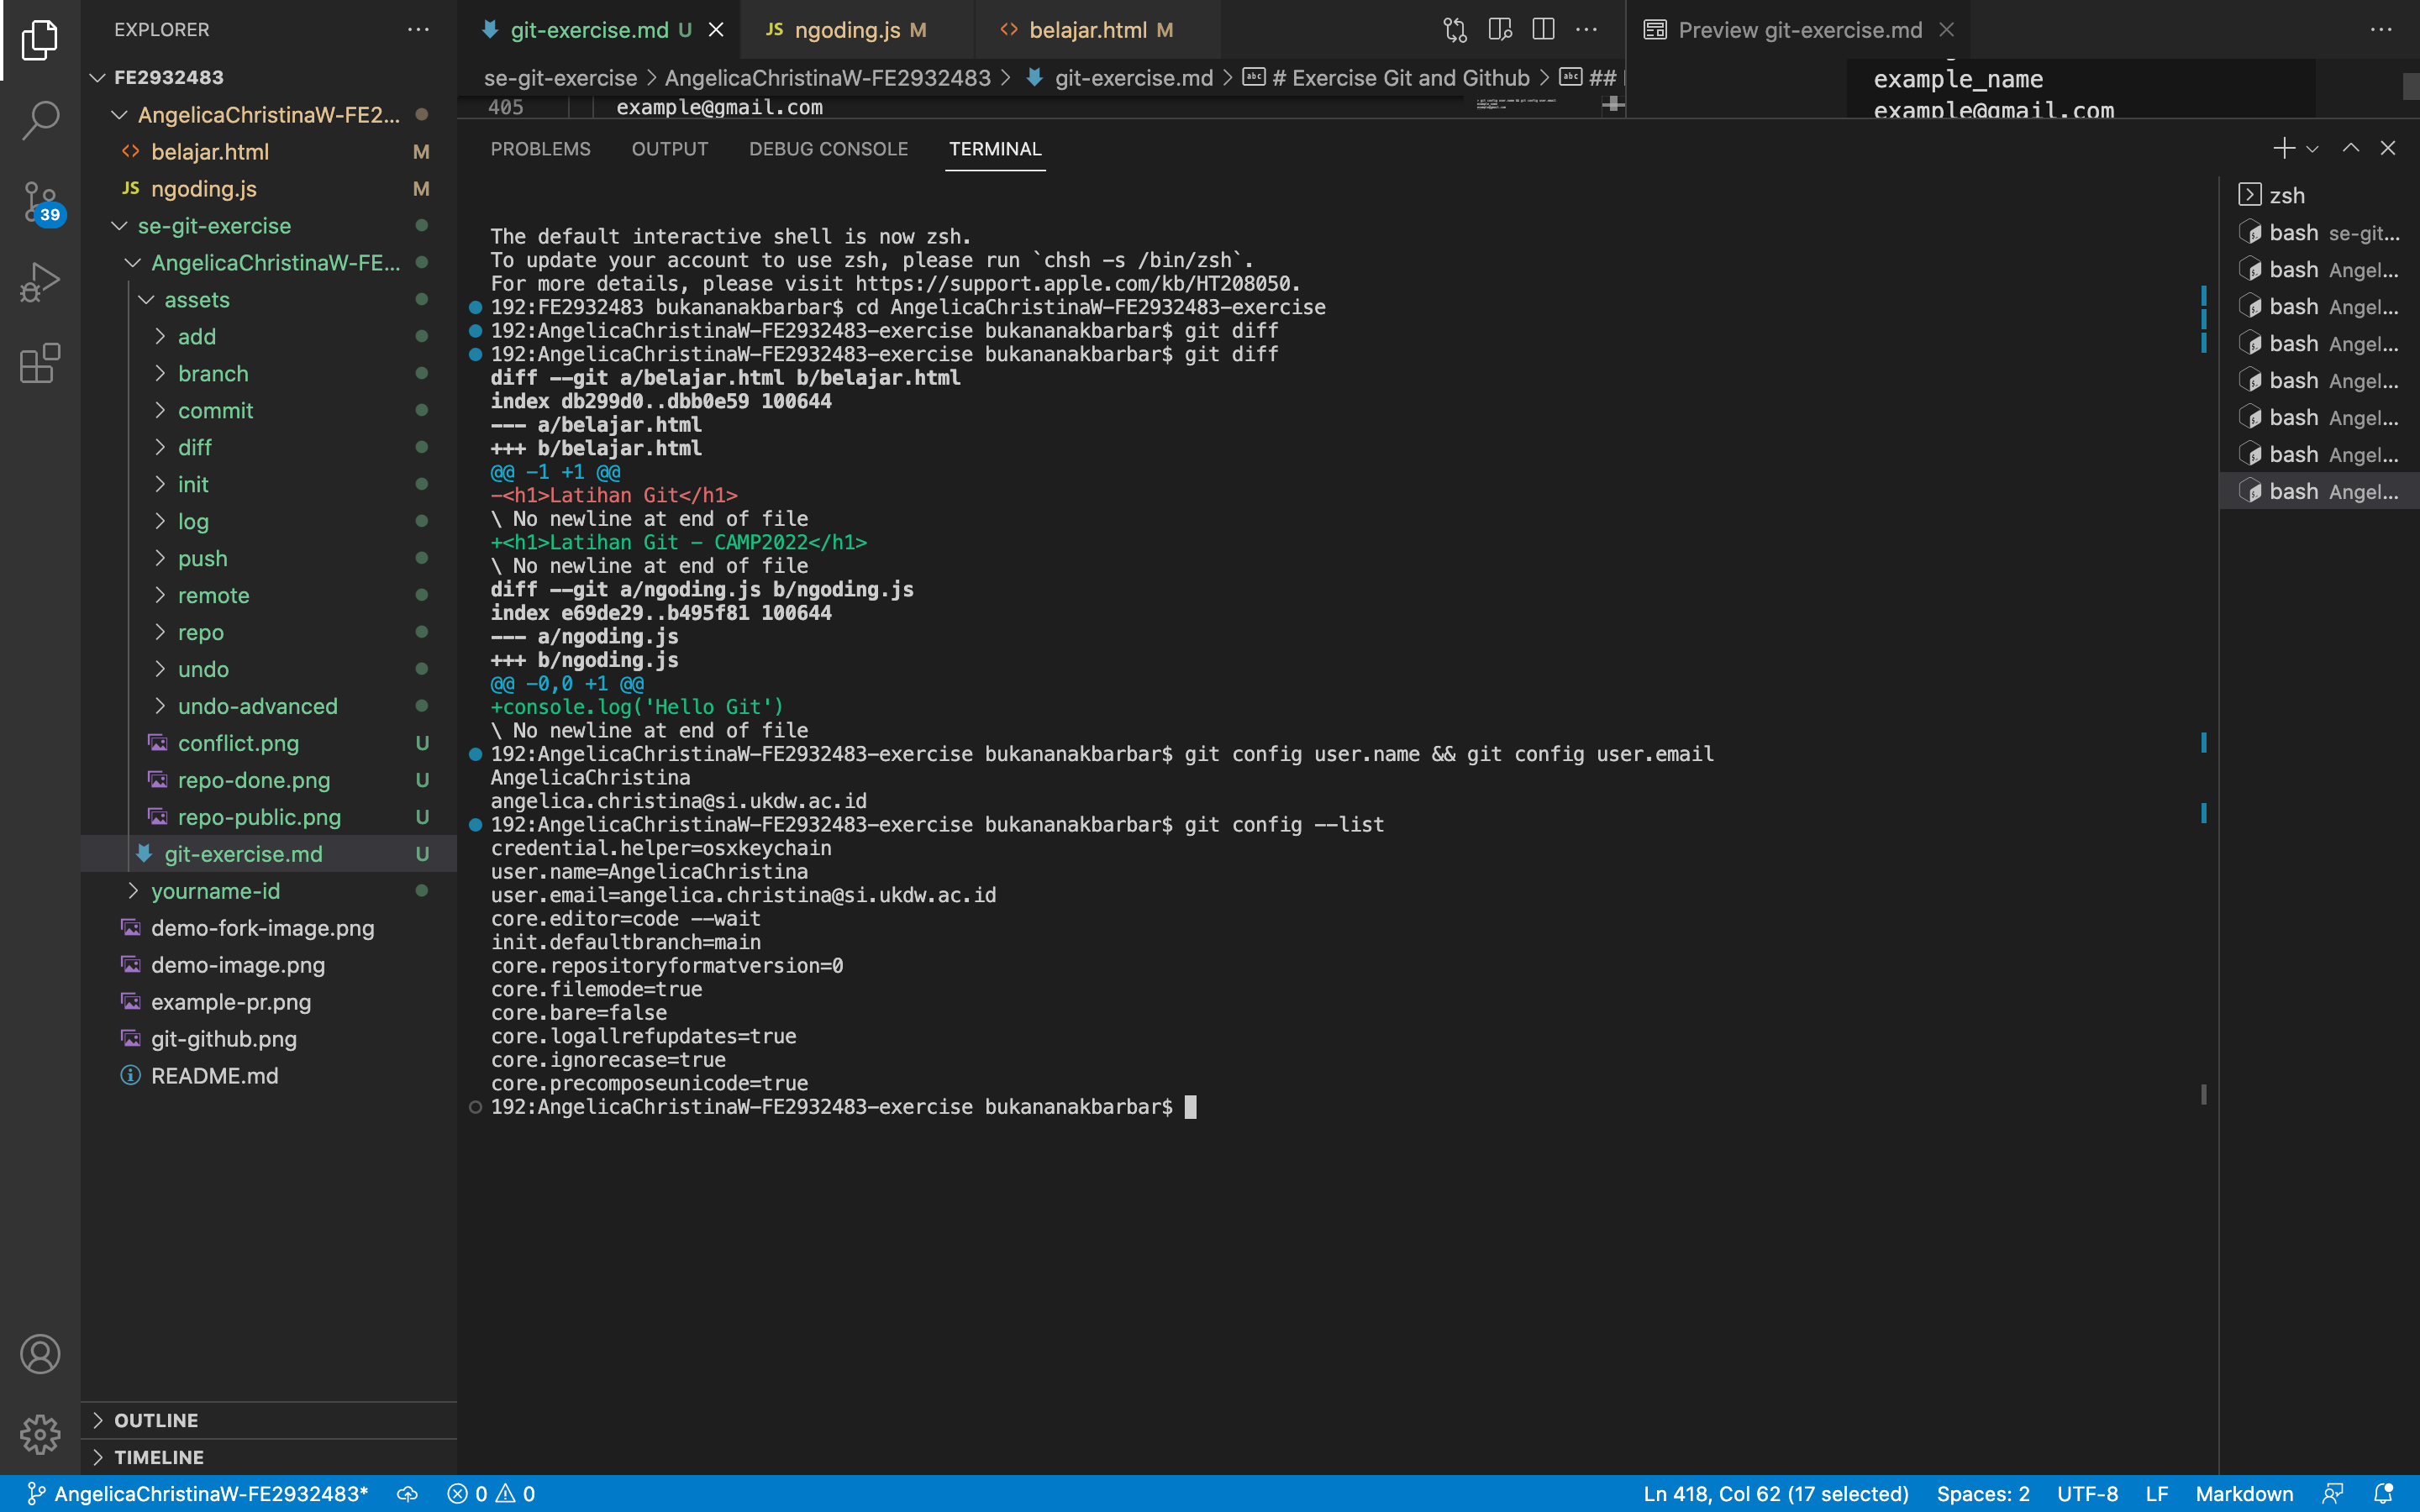 EXPLORER
FE2932483
AngelicaChristinaW-FE2...
belajar.html M
JS ngoding.js M
se-git-exercise
AngelicaChristinaW-FE...
assets
add
branch
commit
diff
init
log
push
remote
repo
undo
undo-advanced
conflict.png U
repo-done.png U
repo-public.png U
git-exercise.md U
yourname-id
demo-fork-image.png
demo-image.png
example-pr.png
git-github.png
README.md
OUTLINE
TIMELINE
39
git-exercise.md U
JS ngoding.js M
belajar.html M
Preview git-exercise.md
se-git-exercise > AngelicaChristinaW-FE2932483 > git-exercise.md > # Exercise Git and Github > ##
405 example@gmail.com
example_name
example@gmail.com
PROBLEMS OUTPUT DEBUG CONSOLE TERMINAL
The default interactive shell is now zsh.
To update your account to use zsh, please run `chsh -s /bin/zsh`.
For more details, please visit https://support.apple.com/kb/HT208050.
192:FE2932483 bukananakbarbar$ cd AngelicaChristinaW-FE2932483-exercise
192:AngelicaChristinaW-FE2932483-exercise bukananakbarbar$ git diff
192:AngelicaChristinaW-FE2932483-exercise bukananakbarbar$ git diff
diff --git a/belajar.html b/belajar.html
index db299d0..dbb0e59 100644
--- a/belajar.html
+++ b/belajar.html
@@ -1 +1 @@
-<h1>Latihan Git</h1>
\ No newline at end of file
+<h1>Latihan Git - CAMP2022</h1>
\ No newline at end of file
diff --git a/ngoding.js b/ngoding.js
index e69de29..b495f81 100644
--- a/ngoding.js
+++ b/ngoding.js
@@ -0,0 +1 @@
+console.log('Hello Git')
\ No newline at end of file
192:AngelicaChristinaW-FE2932483-exercise bukananakbarbar$ git config user.name && git config user.email
AngelicaChristina
angelica.christina@si.ukdw.ac.id
192:AngelicaChristinaW-FE2932483-exercise bukananakbarbar$ git config --list
credential.helper=osxkeychain
user.name=AngelicaChristina
user.email=angelica.christina@si.ukdw.ac.id
core.editor=code --wait
init.defaultbranch=main
core.repositoryformatversion=0
core.filemode=true
core.bare=false
core.logallrefupdates=true
core.ignorecase=true
core.precomposeunicode=true
192:AngelicaChristinaW-FE2932483-exercise bukananakbarbar$
zsh
bash se-git...
bash Angel...
bash Angel...
bash Angel...
bash Angel...
bash Angel...
bash Angel...
bash Angel...
AngelicaChristinaW-FE2932483* 0 0
Ln 418, Col 62 (17 selected) Spaces: 2 UTF-8 LF Markdown